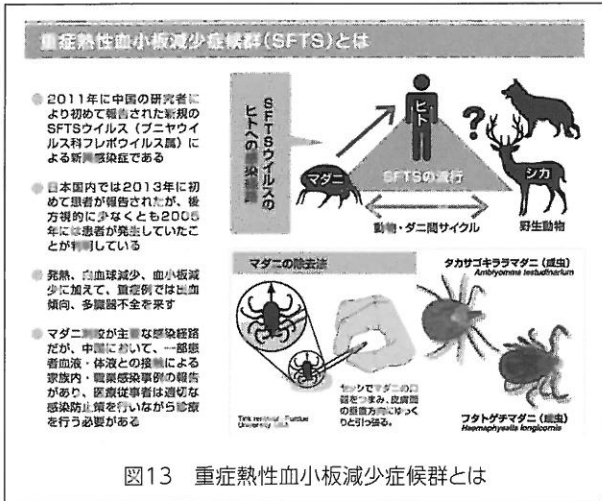 重症熱性血小板減少症候群(SFTS)とは
2011年に中国の研究者に
より初めて報告された新規の
SFTSウイルス(ブニヤウイ
ルス科フレボウイルス属)に
よる新興感染症である
日本国内では2013年に初
めて患者が報告されたが、後
方視的に少なくとも2005
年には患者が発生していたこ
とが判明している
発熱、白血球減少、血小板減
少に加えて、重症例では出血
傾向、多臓器不全を来す
マダニ刺咬が主要な感染経路
だが、中国において、一部患
者血液・体液との接触による
家族内・職業感染事例の報告
があり、医療従事者は適切な
感染防止策を行いながら診療
を行う必要がある
SFTSウイルスの
ヒトへの感染経路
ヒト
?
マダニ
SFTSの流行
シカ
動物・ダニ間サイクル
野生動物
マダニの除去法
セッシでマダニの口
器をつまみ、皮膚面
の垂直方向にゆっく
りと引っ張る。
Tick removal, Purdue
University USA
タカサゴキララマダニ(成虫)
Amblyomma testudinarium
フタトゲチマダニ(成虫)
Haemaphysalis longicornis
図13 重症熱性血小板減少症候群とは